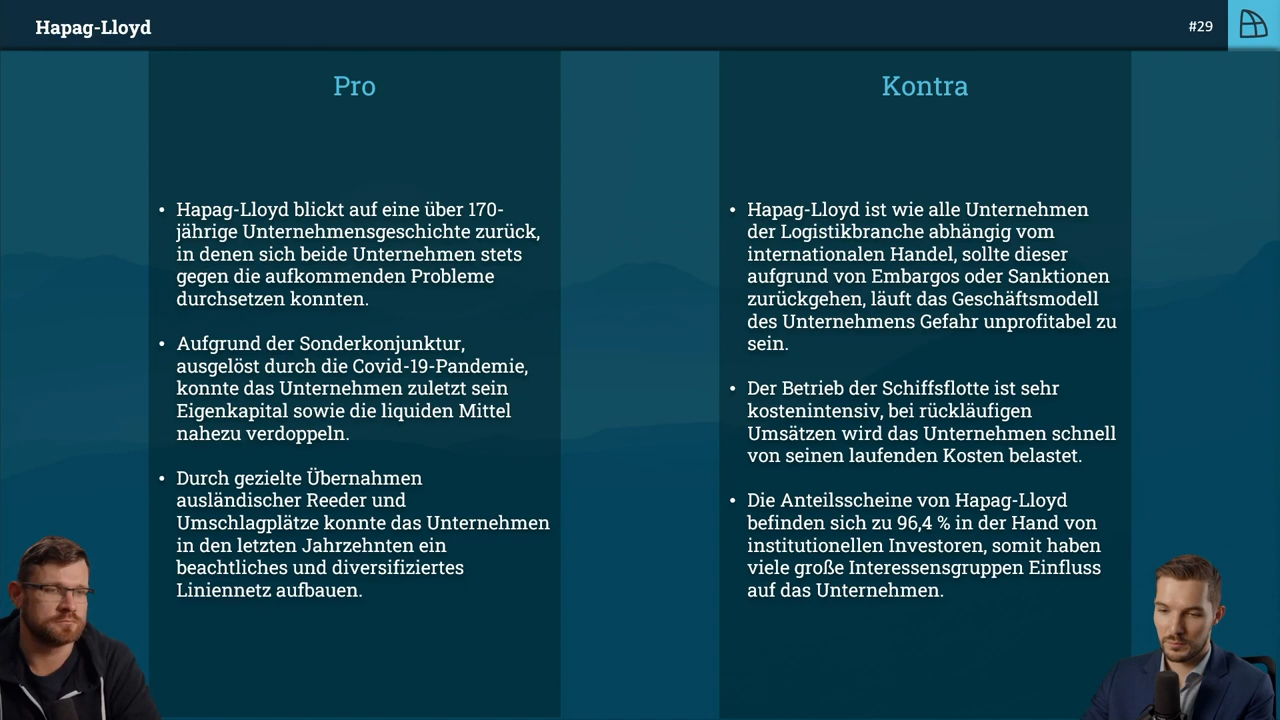 Hapag-Lloyd
#29
Pro
• Hapag-Lloyd blickt auf eine über 170-
jährige Unternehmensgeschichte zurück,
in denen sich beide Unternehmen stets
gegen die aufkommenden Probleme
durchsetzen konnten.
• Aufgrund der Sonderkonjunktur,
ausgelöst durch die Covid-19-Pandemie,
konnte das Unternehmen zuletzt sein
Eigenkapital sowie die liquiden Mittel
nahezu verdoppeln.
• Durch gezielte Übernahmen
ausländischer Reeder und
Umschlagplätze konnte das Unternehmen
in den letzten Jahrzehnten ein
beachtliches und diversifiziertes
Liniennetz aufbauen.
Kontra
• Hapag-Lloyd ist wie alle Unternehmen
der Logistikbranche abhängig vom
internationalen Handel, sollte dieser
aufgrund von Embargos oder Sanktionen
zurückgehen, läuft das Geschäftsmodell
des Unternehmens Gefahr unprofitabel zu
sein.
• Der Betrieb der Schiffsflotte ist sehr
kostenintensiv, bei rückläufigen
Umsätzen wird das Unternehmen schnell
von seinen laufenden Kosten belastet.
• Die Anteilsscheine von Hapag-Lloyd
befinden sich zu 96,4 % in der Hand von
institutionellen Investoren, somit haben
viele große Interessensgruppen Einfluss
auf das Unternehmen.